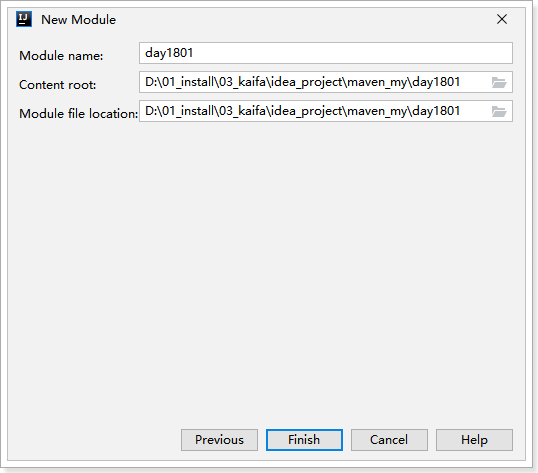 IJ New Module
Module name: day1801
Content root: D:\01_install\03_kaifa\idea_project\maven_my\day1801
Module file location: D:\01_install\03_kaifa\idea_project\maven_my\day1801
Previous Finish Cancel Help